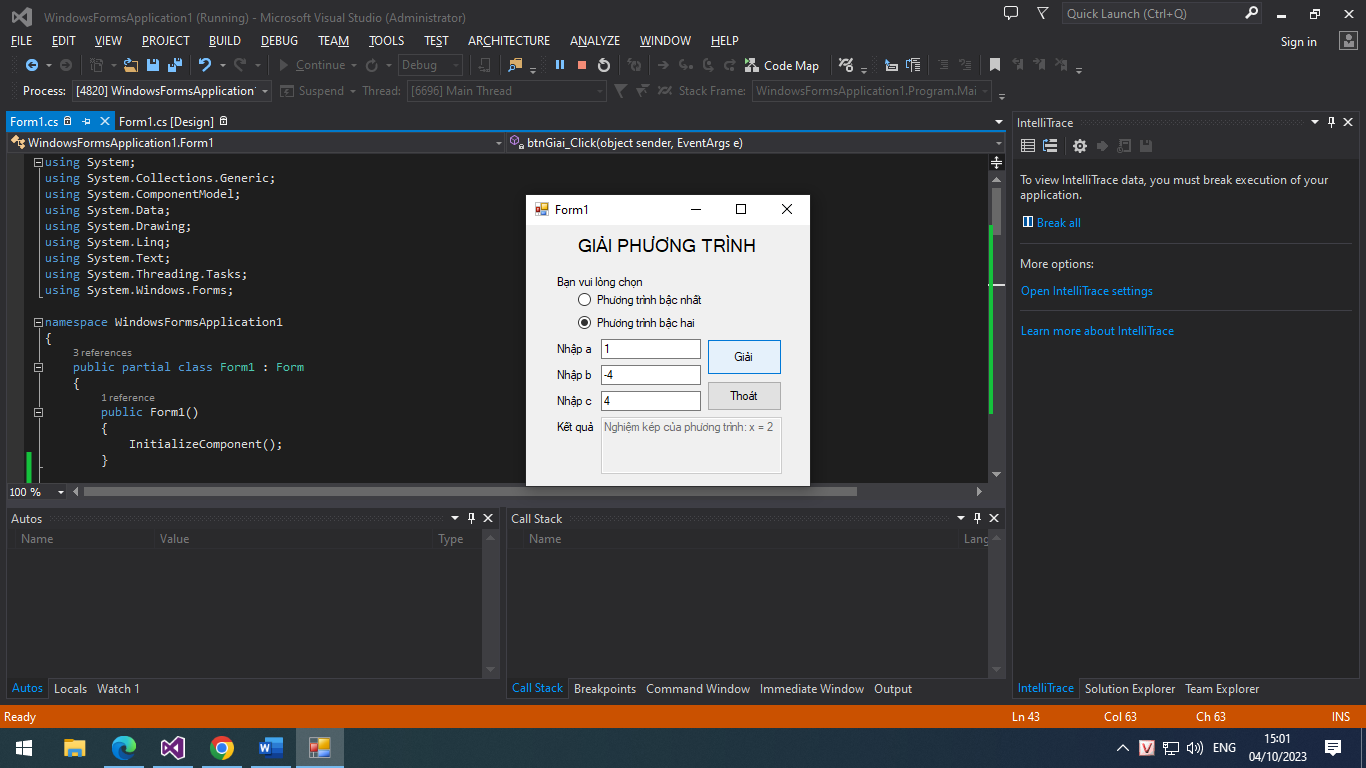 WindowsFormsApplication1 (Running) - Microsoft Visual Studio (Administrator)
Quick Launch (Ctrl+Q)
FILE EDIT VIEW PROJECT BUILD DEBUG TEAM TOOLS TEST ARCHITECTURE ANALYZE WINDOW HELP
Sign in
Continue Debug Code Map
Process: [4820] WindowsFormsApplication1 Suspend Thread: [6696] Main Thread Stack Frame: WindowsFormsApplication1.Program.Mai
Form1.cs Form1.cs [Design]
WindowsFormsApplication1.Form1 btnGiai_Click(object sender, EventArgs e)
using System;
using System.Collections.Generic;
using System.ComponentModel;
using System.Data;
using System.Drawing;
using System.Linq;
using System.Text;
using System.Threading.Tasks;
using System.Windows.Forms;
namespace WindowsFormsApplication1
{
3 references
public partial class Form1 : Form
{
1 reference
public Form1()
{
InitializeComponent();
}
100 %
Form1
GIẢI PHƯƠNG TRÌNH
Bạn vui lòng chọn
Phương trình bậc nhất
Phương trình bậc hai
Nhập a 1 Giải
Nhập b -4
Nhập c 4 Thoát
Kết quả Nghiệm kép của phương trình: x = 2
IntelliTrace
To view IntelliTrace data, you must break execution of your
application.
Break all
More options:
Open IntelliTrace settings
Learn more about IntelliTrace
Autos
Name Value Type
Call Stack
Name Lang
Autos Locals Watch 1
Call Stack Breakpoints Command Window Immediate Window Output
IntelliTrace Solution Explorer Team Explorer
Ready Ln 43 Col 63 Ch 63 INS
ENG
15:01
04/10/2023